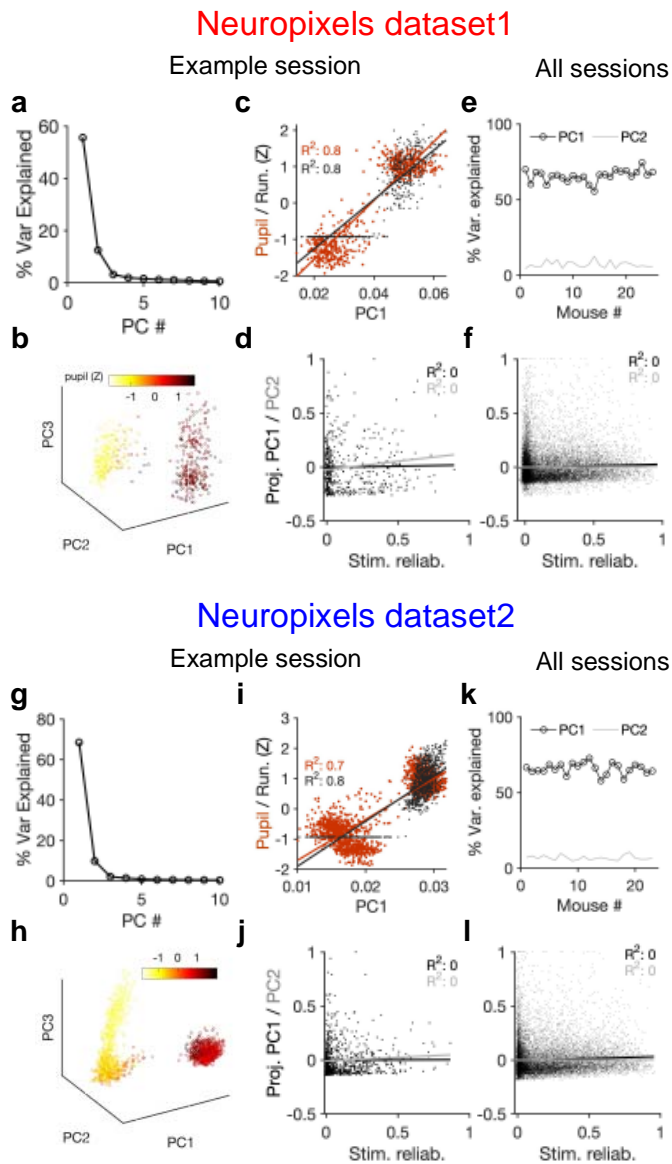 Neuropixels dataset1
Example session
All sessions
a
% Var Explained
60
40
20
0
0
5
10
PC #
c
Pupil / Run. (Z)
2
1
0
-1
-2
R²: 0.8
R²: 0.8
0.02
0.04
0.06
PC1
e
% Var. explained
100
50
0
PC1
PC2
0
10
20
Mouse #
b
pupil (Z)
-1
0
1
PC3
PC2
PC1
d
Proj. PC1 / PC2
1
0.5
0
-0.5
R²: 0
R²: 0
0
0.5
1
Stim. reliab.
f
1
0.5
0
-0.5
R²: 0
R²: 0
0
0.5
1
Stim. reliab.
Neuropixels dataset2
Example session
All sessions
g
% Var Explained
80
60
40
20
0
0
5
10
PC #
i
Pupil / Run. (Z)
3
2
1
0
-1
-2
R²: 0.7
R²: 0.8
0.01
0.02
0.03
PC1
k
% Var. explained
100
50
0
PC1
PC2
0
10
20
Mouse #
h
-1
0
1
PC3
PC2
PC1
j
Proj. PC1 / PC2
1
0.5
0
-0.5
R²: 0
R²: 0
0
0.5
1
Stim. reliab.
l
1
0.5
0
-0.5
R²: 0
R²: 0
0
0.5
1
Stim. reliab.